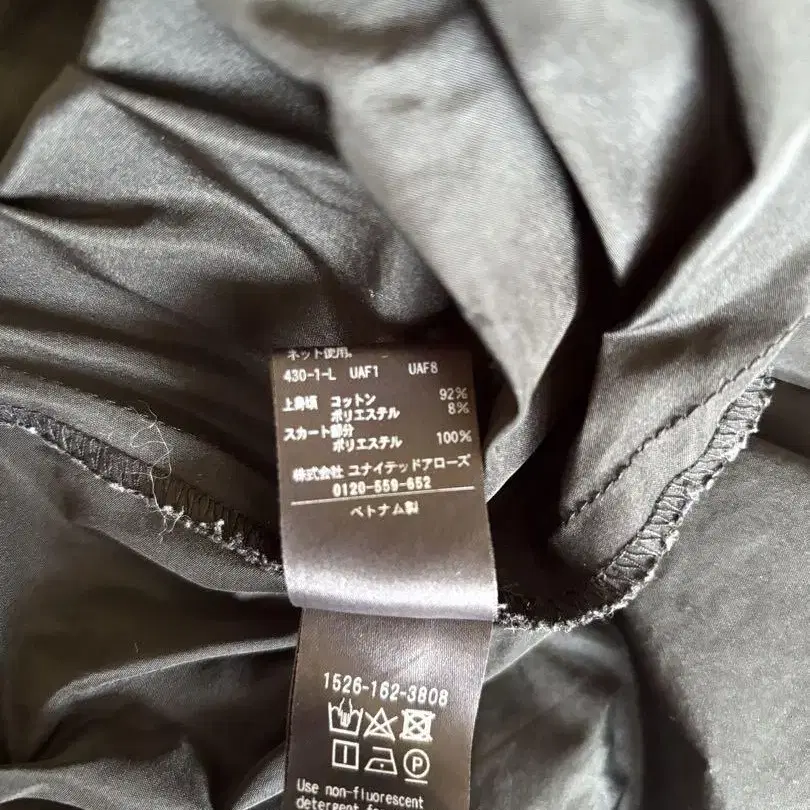 ネット使用。
430-1-L UAF1 UAF8
上身頃 コットン 92%
ポリエステル 8%
スカート部分
ポリエステル 100%
株式会社 ユナイテッドアローズ
0120-559-652
ベトナム製
1526-162-3808
Use non-fluorescent
detergent